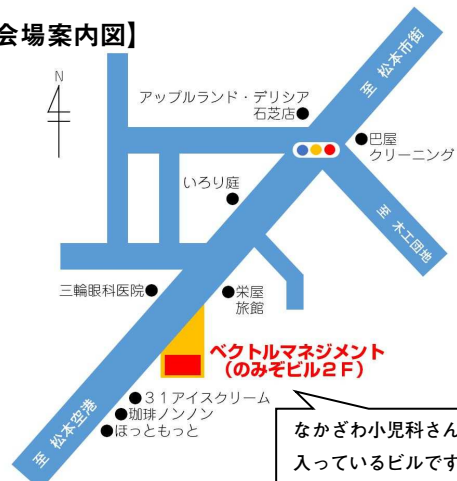 会場案内図】
N
至 松本市街
アップルランド・デリシア
石芝店●
●巴屋
クリーニング
いろり庭
至 木工団地
三輪眼科医院●
●栄屋
旅館
ベクトルマネジメント
（のみぞビル２Ｆ）
●３１アイスクリーム
●珈琲ノンノン
●ほっともっと
至 松本空港
なかざわ小児科さん
入っているビルです